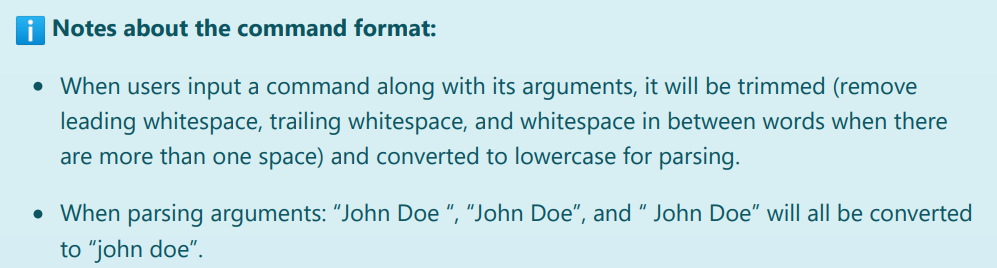 ℹ️ Notes about the command format:
• When users input a command along with its arguments, it will be trimmed (remove
leading whitespace, trailing whitespace, and whitespace in between words when there
are more than one space) and converted to lowercase for parsing.
• When parsing arguments: “John Doe “, “John Doe”, and “ John Doe” will all be converted
to “john doe”.